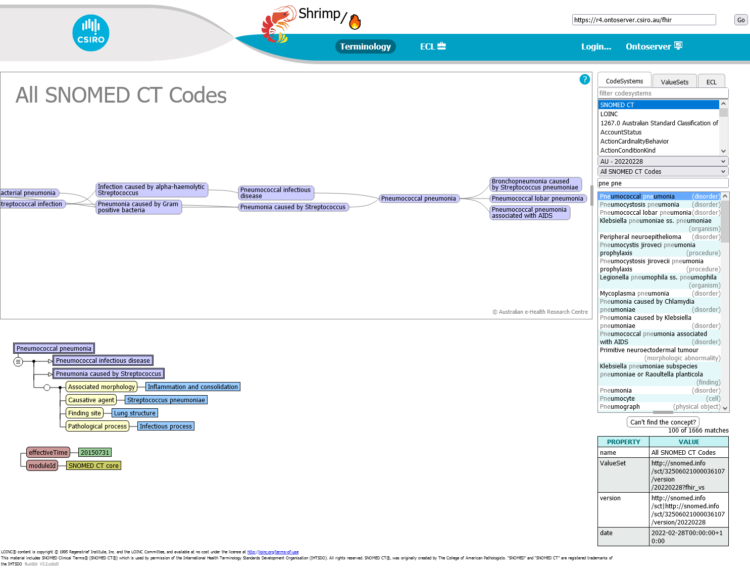 CSIRO
Shrimp/
https://r4.ontoserver.csiro.au/fhir
Go
Terminology
ECL
Login...
Ontoserver
All SNOMED CT Codes
?
acterial pneumonia
treptococcal infection
Infection caused by alpha-haemolytic
Streptococcus
Pneumonia caused by Gram
positive bacteria
Pneumococcal infectious
disease
Pneumonia caused by Streptococcus
Pneumococcal pneumonia
Bronchopneumonia caused
by Streptococcus pneumoniae
Pneumococcal lobar pneumonia
Pneumococcal pneumonia
associated with AIDS
© Australian e-Health Research Centre
Pneumococcal pneumonia
Pneumococcal infectious disease
Pneumonia caused by Streptococcus
Associated morphology
Inflammation and consolidation
Causative agent
Streptococcus pneumoniae
Finding site
Lung structure
Pathological process
Infectious process
effectiveTime
20150731
moduleId
SNOMED CT core
CodeSystems
ValueSets
ECL
filter codesystems
SNOMED CT
LOINC
1267.0 Australian Standard Classification of
AccountStatus
ActionCardinalityBehavior
ActionConditionKind
AU - 20220228
All SNOMED CT Codes
pne pne
Pneumococcal pneumonia (disorder)
Pneumocystis pneumonia (disorder)
Pneumococcal lobar pneumonia (disorder)
Klebsiella pneumoniae ss. pneumoniae
(organism)
Peripheral neuroepithelioma (disorder)
Pneumocystis jiroveci pneumonia
prophylaxis (procedure)
Pneumocystosis jirovecii pneumonia
prophylaxis (procedure)
Legionella pneumophila ss. pneumophila
(organism)
Mycoplasma pneumonia (disorder)
Pneumonia caused by Chlamydia
pneumoniae (disorder)
Pneumonia caused by Klebsiella
pneumoniae (disorder)
Pneumococcal pneumonia associated
with AIDS (disorder)
Primitive neuroectodermal tumour
(morphologic abnormality)
Klebsiella pneumoniae subspecies
pneumoniae or Raoultella planticola
(finding)
Pneumonia (disorder)
Pneumocyte (cell)
Pneumograph (physical object)
Can't find the concept?
100 of 1666 matches
PROPERTY VALUE
name All SNOMED CT Codes
ValueSet http://snomed.info
/sct/32506021000036107
/version
/20220228?fhir_vs
version http://snomed.info
/sct|http://snomed.info
/sct/32506021000036107
/version/20220228
date 2022-02-28T00:00:00+1
0:00
LOINC® content is copyright © 1995 Regenstrief Institute, Inc. and the LOINC Committee, and available at no cost under the license at http://loinc.org/terms-of-use
This material includes SNOMED Clinical Terms® (SNOMED CT®) which is used by permission of the International Health Terminology Standards Development Organisation (IHTSDO). All rights reserved. SNOMED CT®, was originally created by The College of American Pathologists. "SNOMED" and "SNOMED CT" are registered trademarks of
the IHTSDO